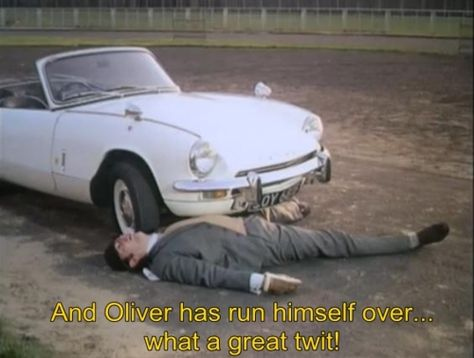 And Oliver has run himself over...
what a great twit!